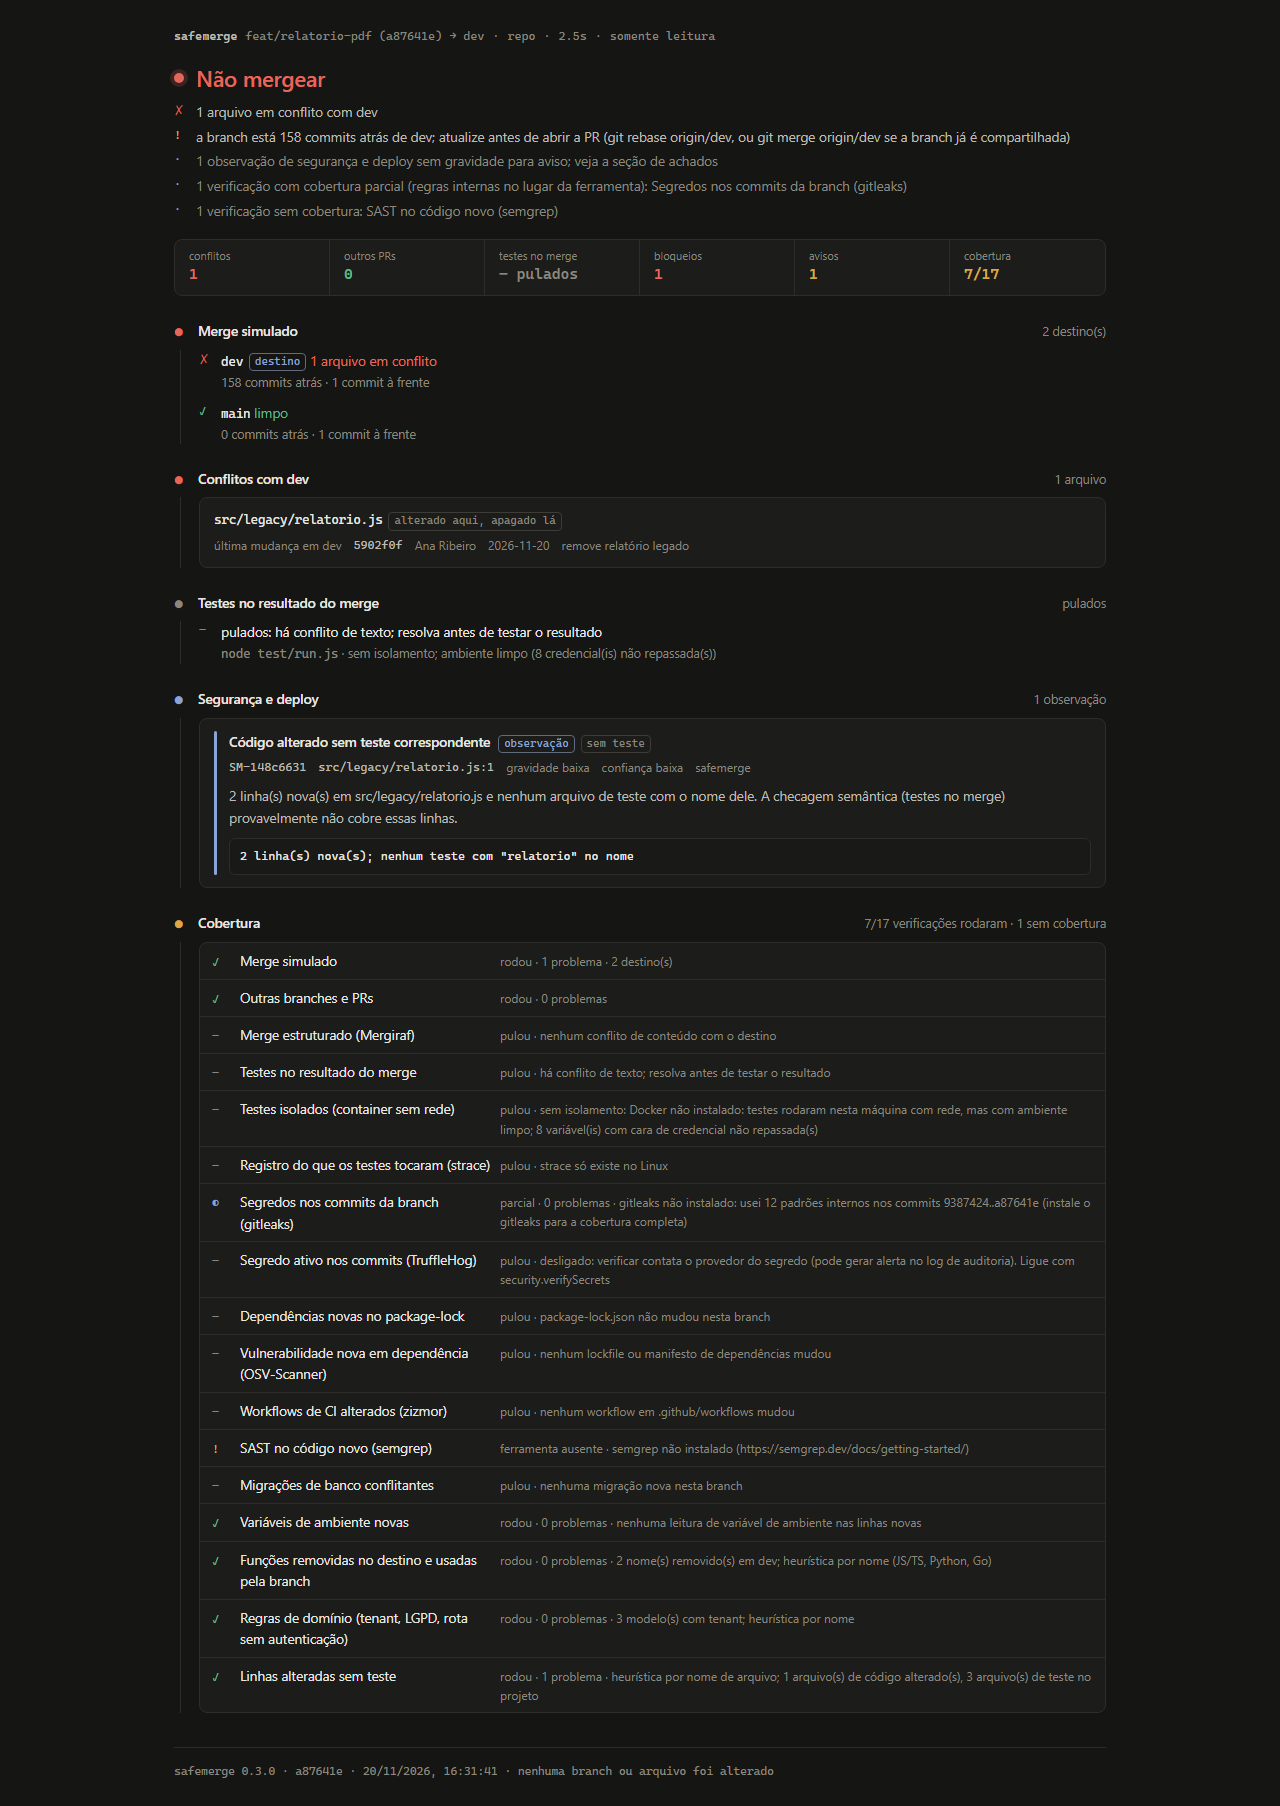 safemerge feat/relatorio-pdf (a87641e) → dev · repo · 2.5s · somente leitura
Não mergear
✗ 1 arquivo em conflito com dev
! a branch está 158 commits atrás de dev; atualize antes de abrir a PR (git rebase origin/dev, ou git merge origin/dev se a branch já é compartilhada)
· 1 observação de segurança e deploy sem gravidade para aviso; veja a seção de achados
· 1 verificação com cobertura parcial (regras internas no lugar da ferramenta): Segredos nos commits da branch (gitleaks)
· 1 verificação sem cobertura: SAST no código novo (semgrep)
conflitos outros PRs testes no merge bloqueios avisos cobertura
1 0 — pulados 1 1 7/17
Merge simulado 2 destino(s)
✗ dev destino 1 arquivo em conflito
158 commits atrás · 1 commit à frente
✓ main limpo
0 commits atrás · 1 commit à frente
Conflitos com dev 1 arquivo
src/legacy/relatorio.js alterado aqui, apagado lá
última mudança em dev 5902f0f Ana Ribeiro 2026-11-20 remove relatório legado
Testes no resultado do merge pulados
— pulados: há conflito de texto; resolva antes de testar o resultado
node test/run.js · sem isolamento; ambiente limpo (8 credencial(is) não repassada(s))
Segurança e deploy 1 observação
Código alterado sem teste correspondente observação sem teste
SM-148c6631 src/legacy/relatorio.js:1 gravidade baixa confiança baixa safemerge
2 linha(s) nova(s) em src/legacy/relatorio.js e nenhum arquivo de teste com o nome dele. A checagem semântica (testes no merge)
provavelmente não cobre essas linhas.
2 linha(s) nova(s); nenhum teste com "relatorio" no nome
Cobertura 7/17 verificações rodaram · 1 sem cobertura
✓ Merge simulado rodou · 1 problema · 2 destino(s)
✓ Outras branches e PRs rodou · 0 problemas
— Merge estruturado (Mergiraf) pulou · nenhum conflito de conteúdo com o destino
— Testes no resultado do merge pulou · há conflito de texto; resolva antes de testar o resultado
— Testes isolados (container sem rede) pulou · sem isolamento: Docker não instalado: testes rodaram nesta máquina com rede, mas com ambiente
limpo; 8 variável(is) com cara de credencial não repassada(s)
— Registro do que os testes tocaram (strace) pulou · strace só existe no Linux
◐ Segredos nos commits da branch parcial · 0 problemas · gitleaks não instalado: usei 12 padrões internos nos commits 9387424..a87641e (instale o
(gitleaks) gitleaks para a cobertura completa)
— Segredo ativo nos commits (TruffleHog) pulou · desligado: verificar contata o provedor do segredo (pode gerar alerta no log de auditoria). Ligue com
security.verifySecrets
— Dependências novas no package-lock pulou · package-lock.json não mudou nesta branch
— Vulnerabilidade nova em dependência pulou · nenhum lockfile ou manifesto de dependências mudou
(OSV-Scanner)
— Workflows de CI alterados (zizmor) pulou · nenhum workflow em .github/workflows mudou
! SAST no código novo (semgrep) ferramenta ausente · semgrep não instalado (https://semgrep.dev/docs/getting-started/)
— Migrações de banco conflitantes pulou · nenhuma migração nova nesta branch
✓ Variáveis de ambiente novas rodou · 0 problemas · nenhuma leitura de variável de ambiente nas linhas novas
✓ Funções removidas no destino e usadas rodou · 0 problemas · 2 nome(s) removido(s) em dev; heurística por nome (JS/TS, Python, Go)
pela branch
✓ Regras de domínio (tenant, LGPD, rota rodou · 0 problemas · 3 modelo(s) com tenant; heurística por nome
sem autenticação)
✓ Linhas alteradas sem teste rodou · 1 problema · heurística por nome de arquivo; 1 arquivo(s) de código alterado(s), 3 arquivo(s) de teste no
projeto
safemerge 0.3.0 · a87641e · 20/11/2026, 16:31:41 · nenhuma branch ou arquivo foi alterado